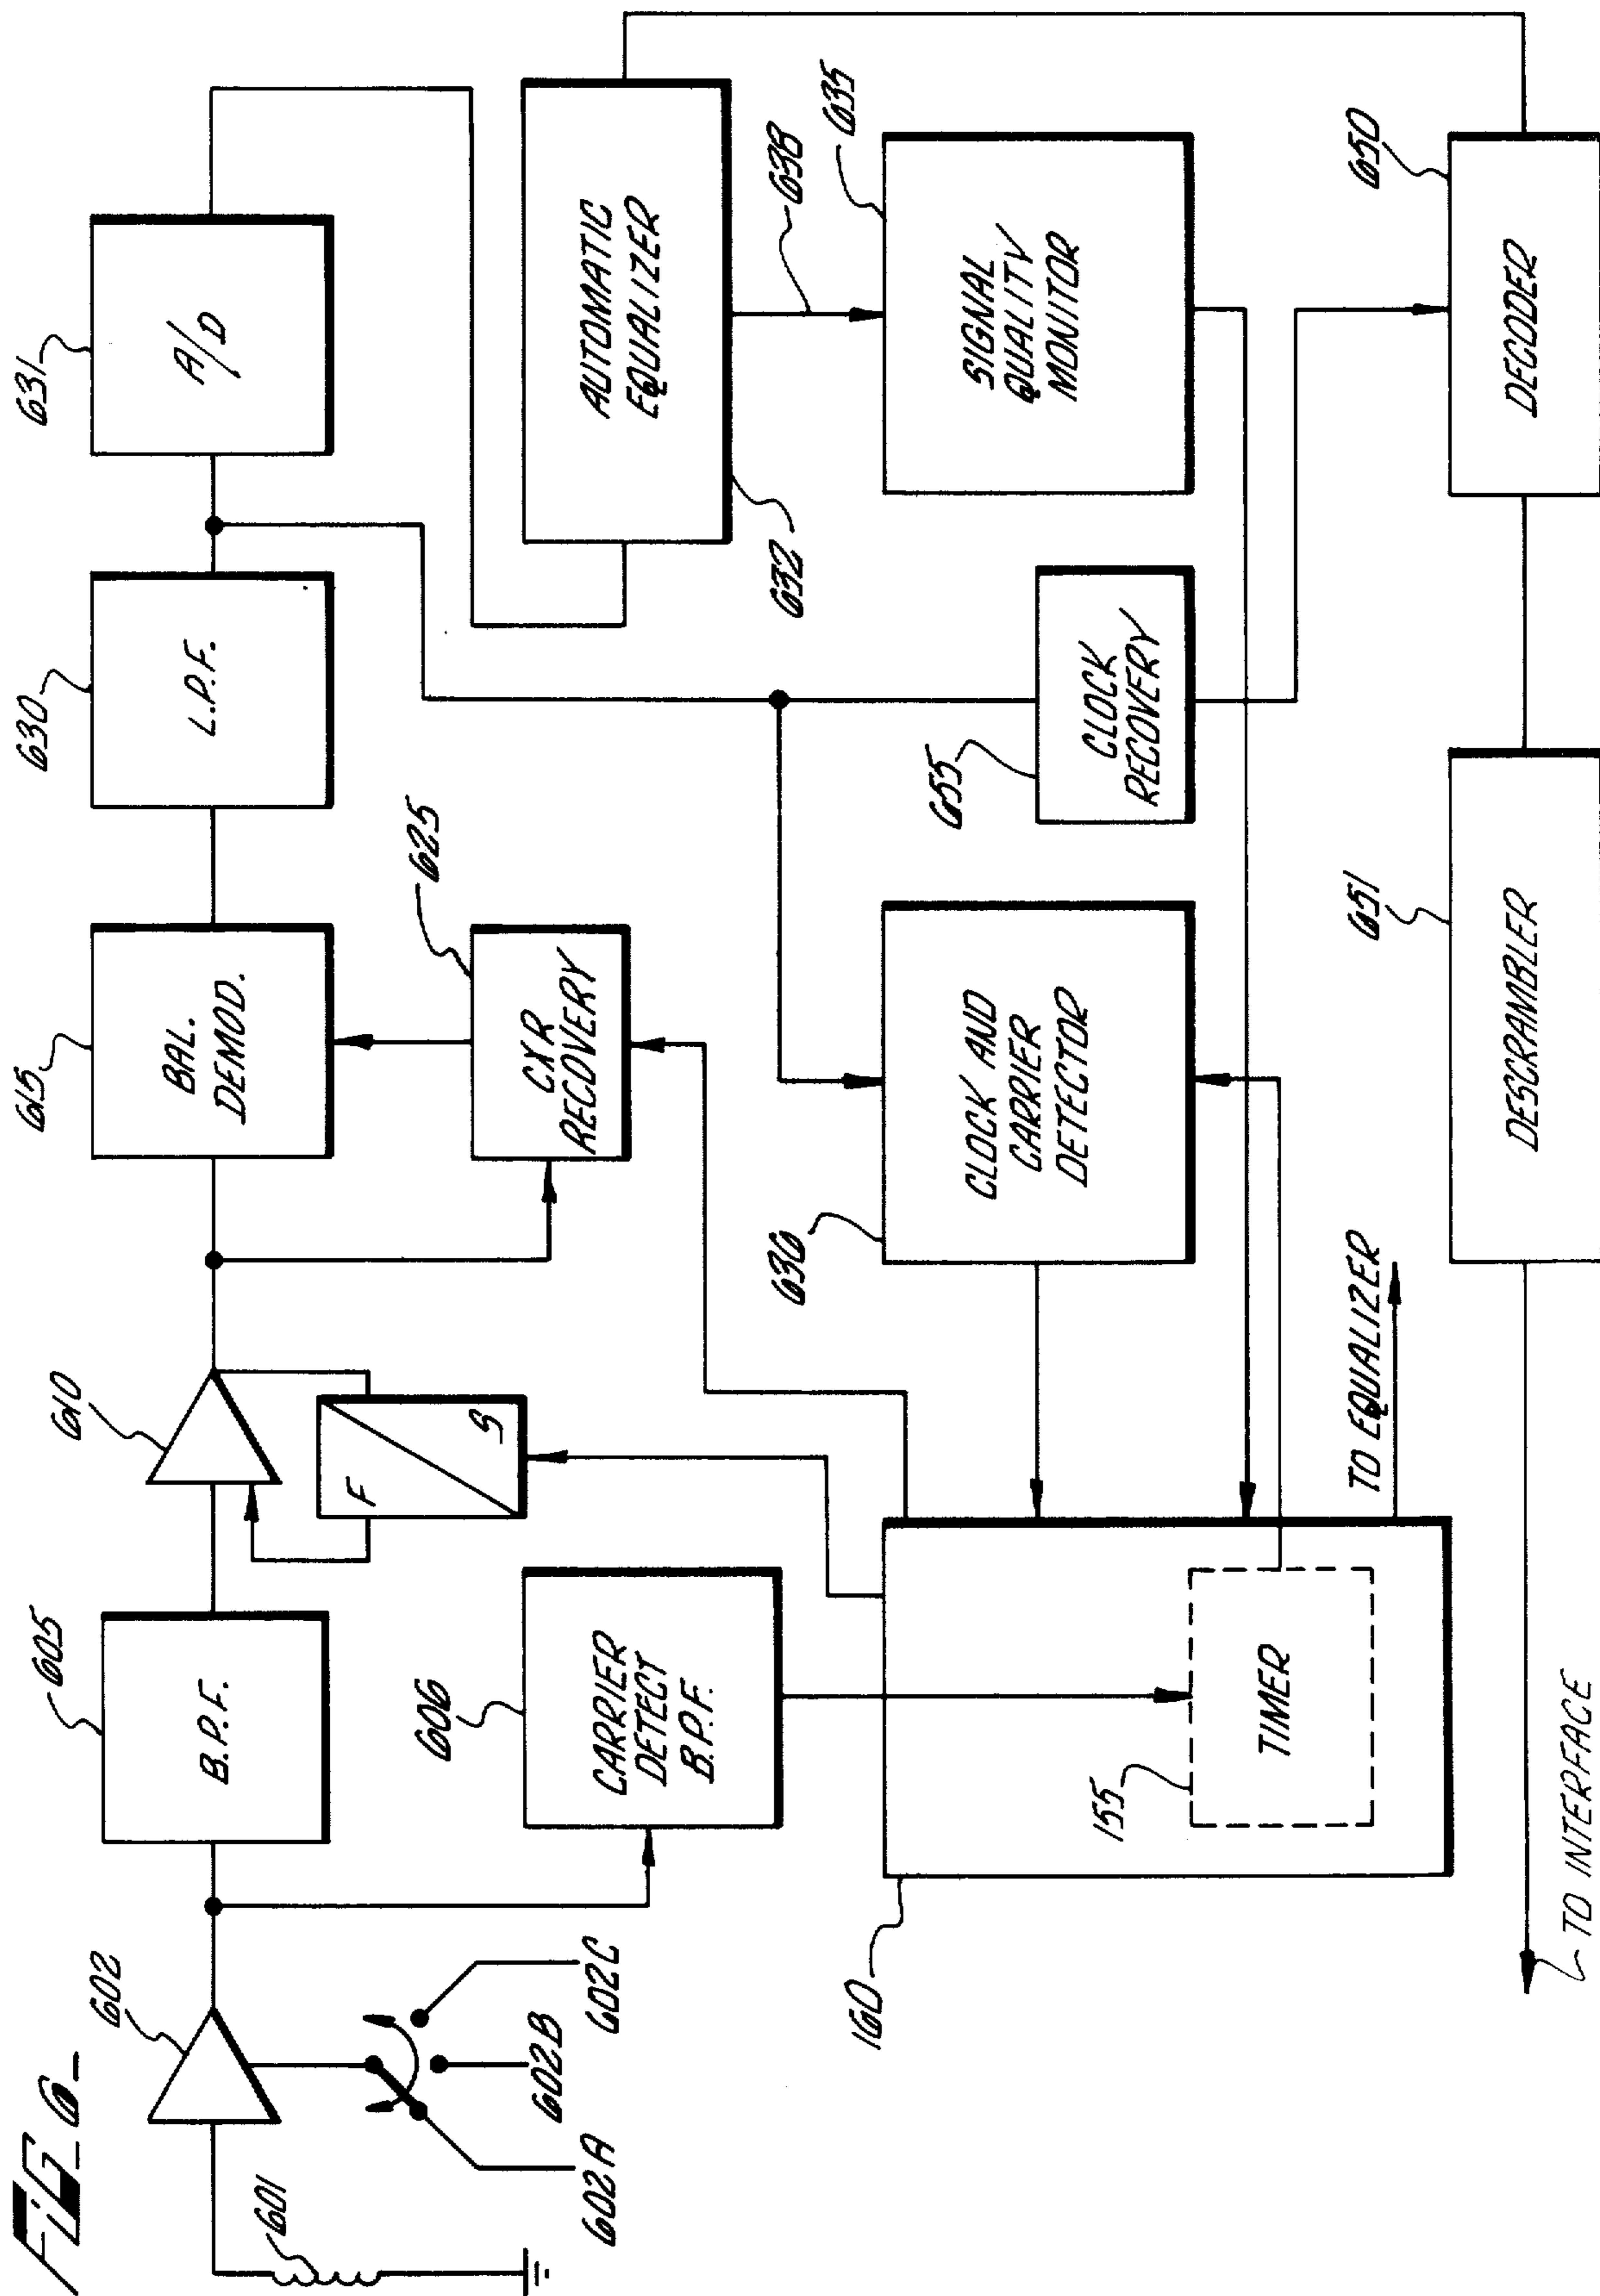 FIG_6_
601
602
602A
602B
602C
605
B.P.F.
606
CARRIER
DETECT
B.P.F.
610
F
S
615
BAL.
DEMOD.
625
CXR
RECOVERY
630
L.P.F.
631
A/D
632
AUTOMATIC
EQUALIZER
638
635
SIGNAL
QUALITY
MONITOR
655
CLOCK
RECOVERY
636
CLOCK AND
CARRIER
DETECTOR
160
155
TIMER
TO EQUALIZER
650
DECODER
651
DESCRAMBLER
TO INTERFACE